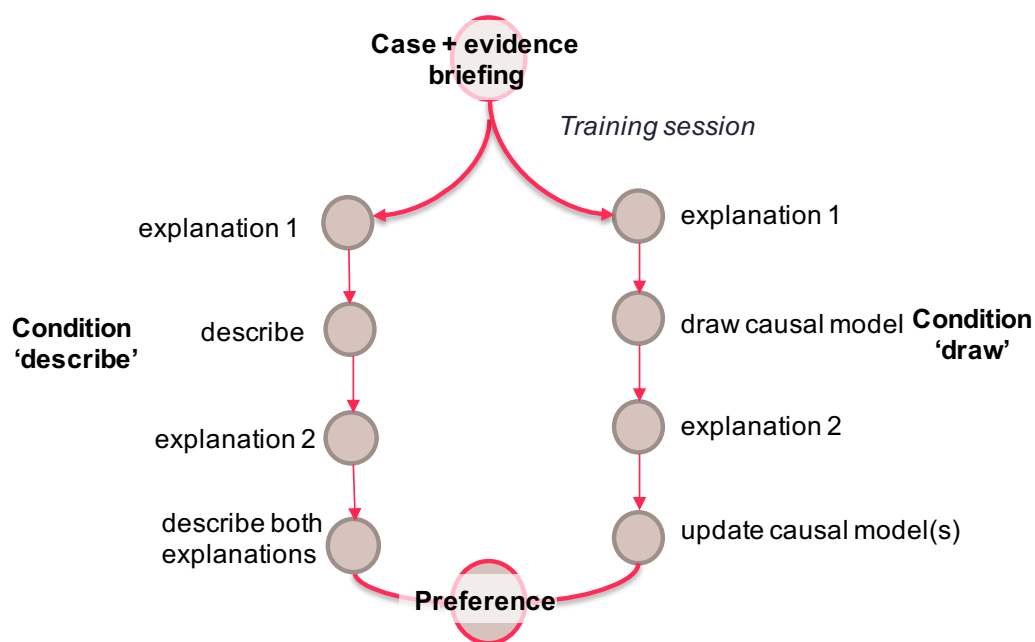 Case + evidence
briefing
Training session
explanation 1
explanation 1
Condition
‘describe’
describe
draw causal model
Condition
‘draw’
explanation 2
explanation 2
describe both
explanations
update causal model(s)
Preference